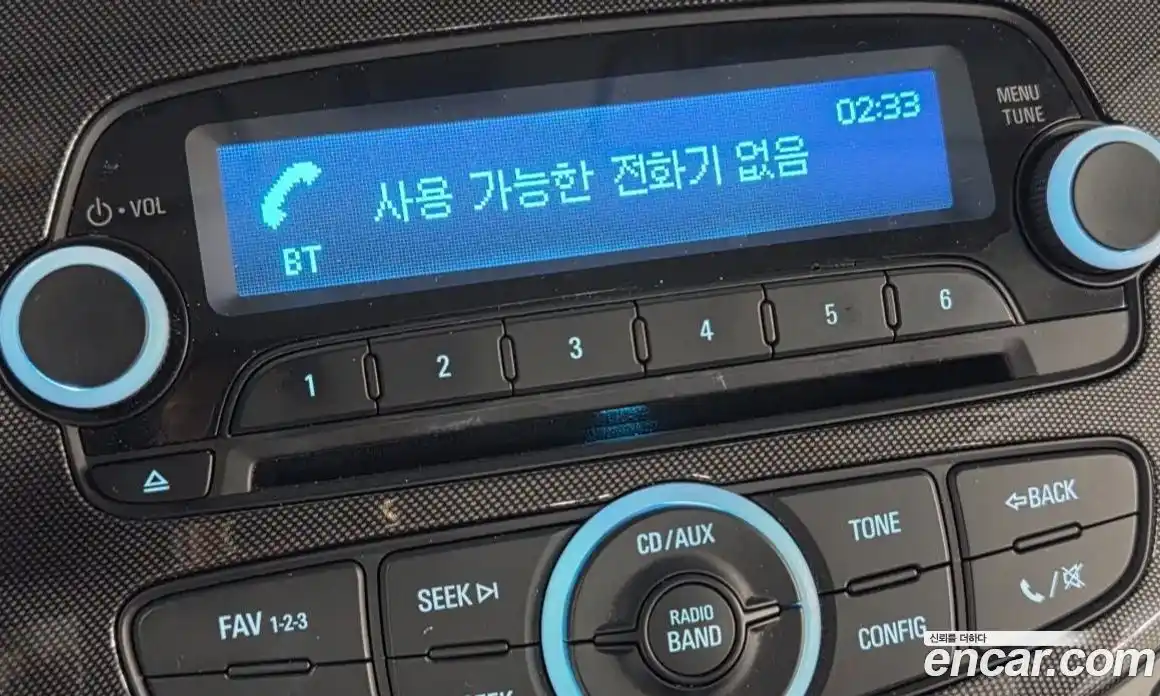 02:33
사용 가능한 전화기 없음
BT
VOL
MENU
TUNE
1 2 3 4 5 6
CD/AUX
RADIO
BAND
FAV 1-2-3
SEEK
TONE
BACK
CONFIG
SEEK
신뢰를 더하다
encar.com